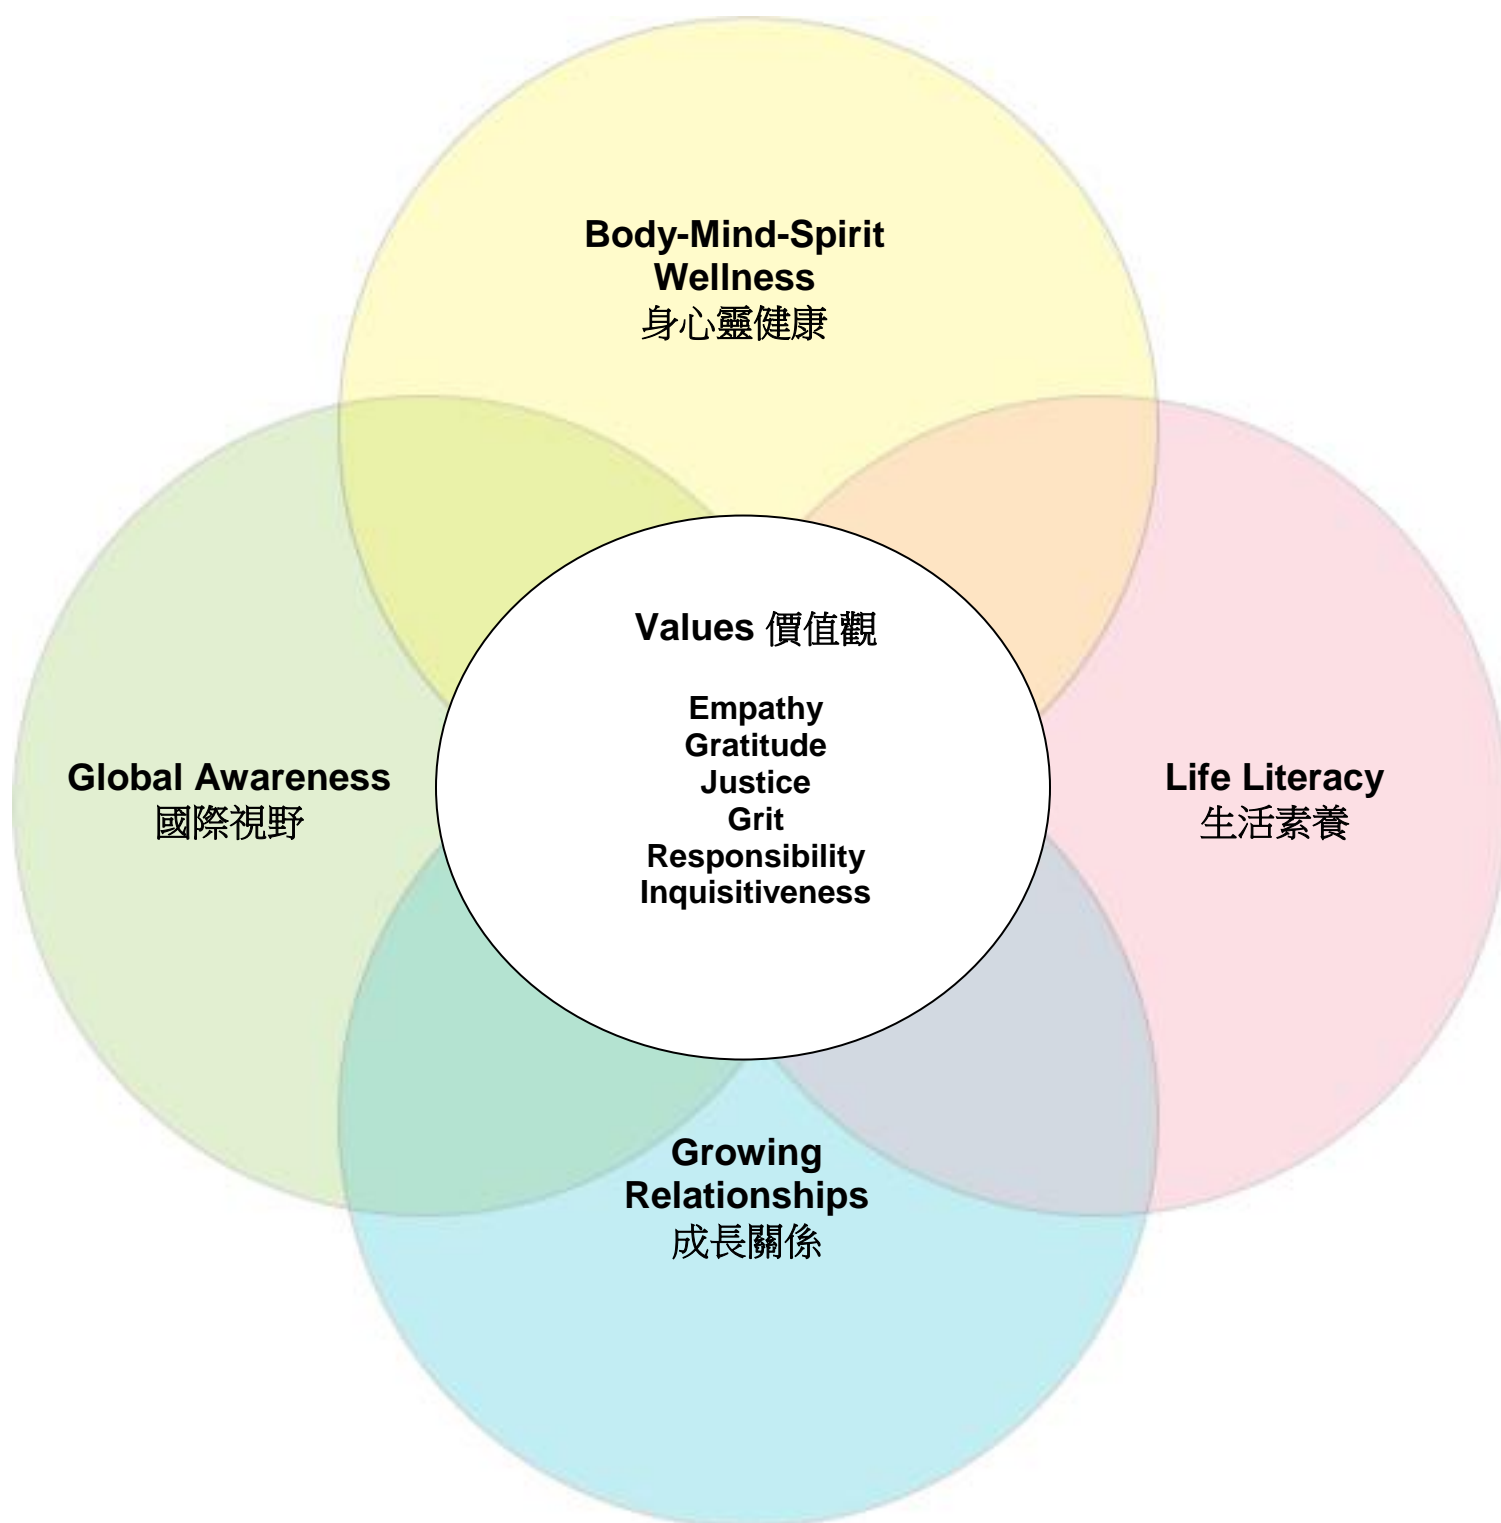 Body-Mind-Spirit
Wellness
身心靈健康
Values 價值觀
Empathy
Gratitude
Justice
Grit
Responsibility
Inquisitiveness
Global Awareness
國際視野
Life Literacy
生活素養
Growing
Relationships
成長關係